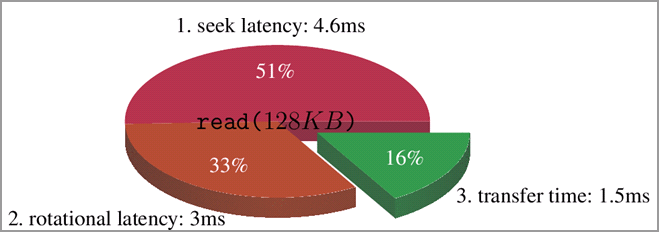 1. seek latency: 4.6ms
51%
read(128KB)
33%
16%
3. transfer time: 1.5ms
2. rotational latency: 3ms